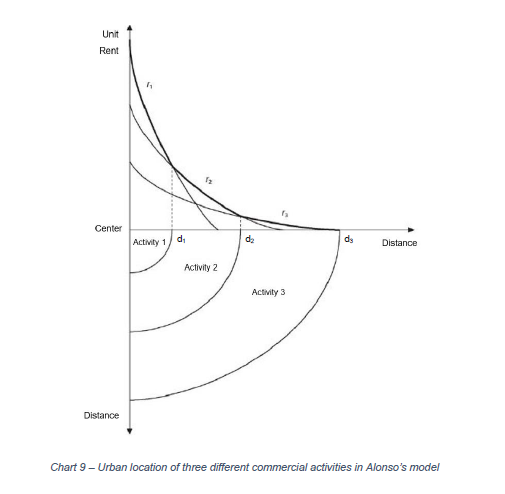 Unit
Rent
r1
r2
r3
Center
Activity 1
d1
d2
d3
Distance
Activity 2
Activity 3
Distance
Chart 9 – Urban location of three different commercial activities in Alonso's model